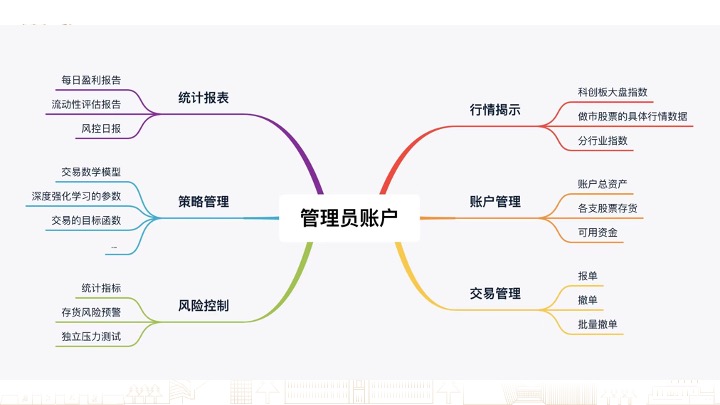 管理员账户
统计报表
每日盈利报告
流动性评估报告
风控日报
策略管理
交易数学模型
深度强化学习的参数
交易的目标函数
...
风险控制
统计指标
存货风险预警
独立压力测试
行情揭示
科创板大盘指数
做市股票的具体行情数据
分行业指数
账户管理
账户总资产
各支股票存货
可用资金
交易管理
报单
撤单
批量撤单